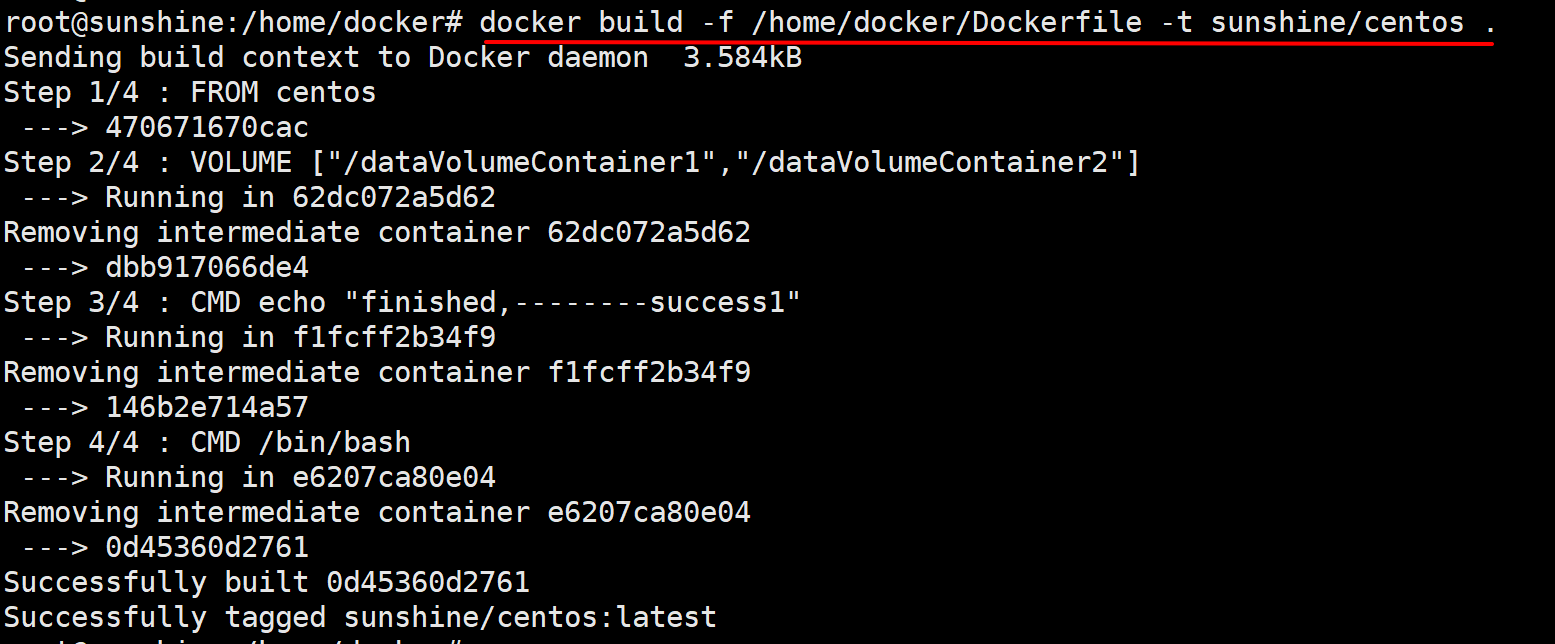 root@sunshine:/home/docker# docker build -f /home/docker/Dockerfile -t sunshine/centos .
Sending build context to Docker daemon  3.584kB
Step 1/4 : FROM centos
 ---> 470671670cac
Step 2/4 : VOLUME ["/dataVolumeContainer1","/dataVolumeContainer2"]
 ---> Running in 62dc072a5d62
Removing intermediate container 62dc072a5d62
 ---> dbb917066de4
Step 3/4 : CMD echo "finished,--------success1"
 ---> Running in f1fcff2b34f9
Removing intermediate container f1fcff2b34f9
 ---> 146b2e714a57
Step 4/4 : CMD /bin/bash
 ---> Running in e6207ca80e04
Removing intermediate container e6207ca80e04
 ---> 0d45360d2761
Successfully built 0d45360d2761
Successfully tagged sunshine/centos:latest